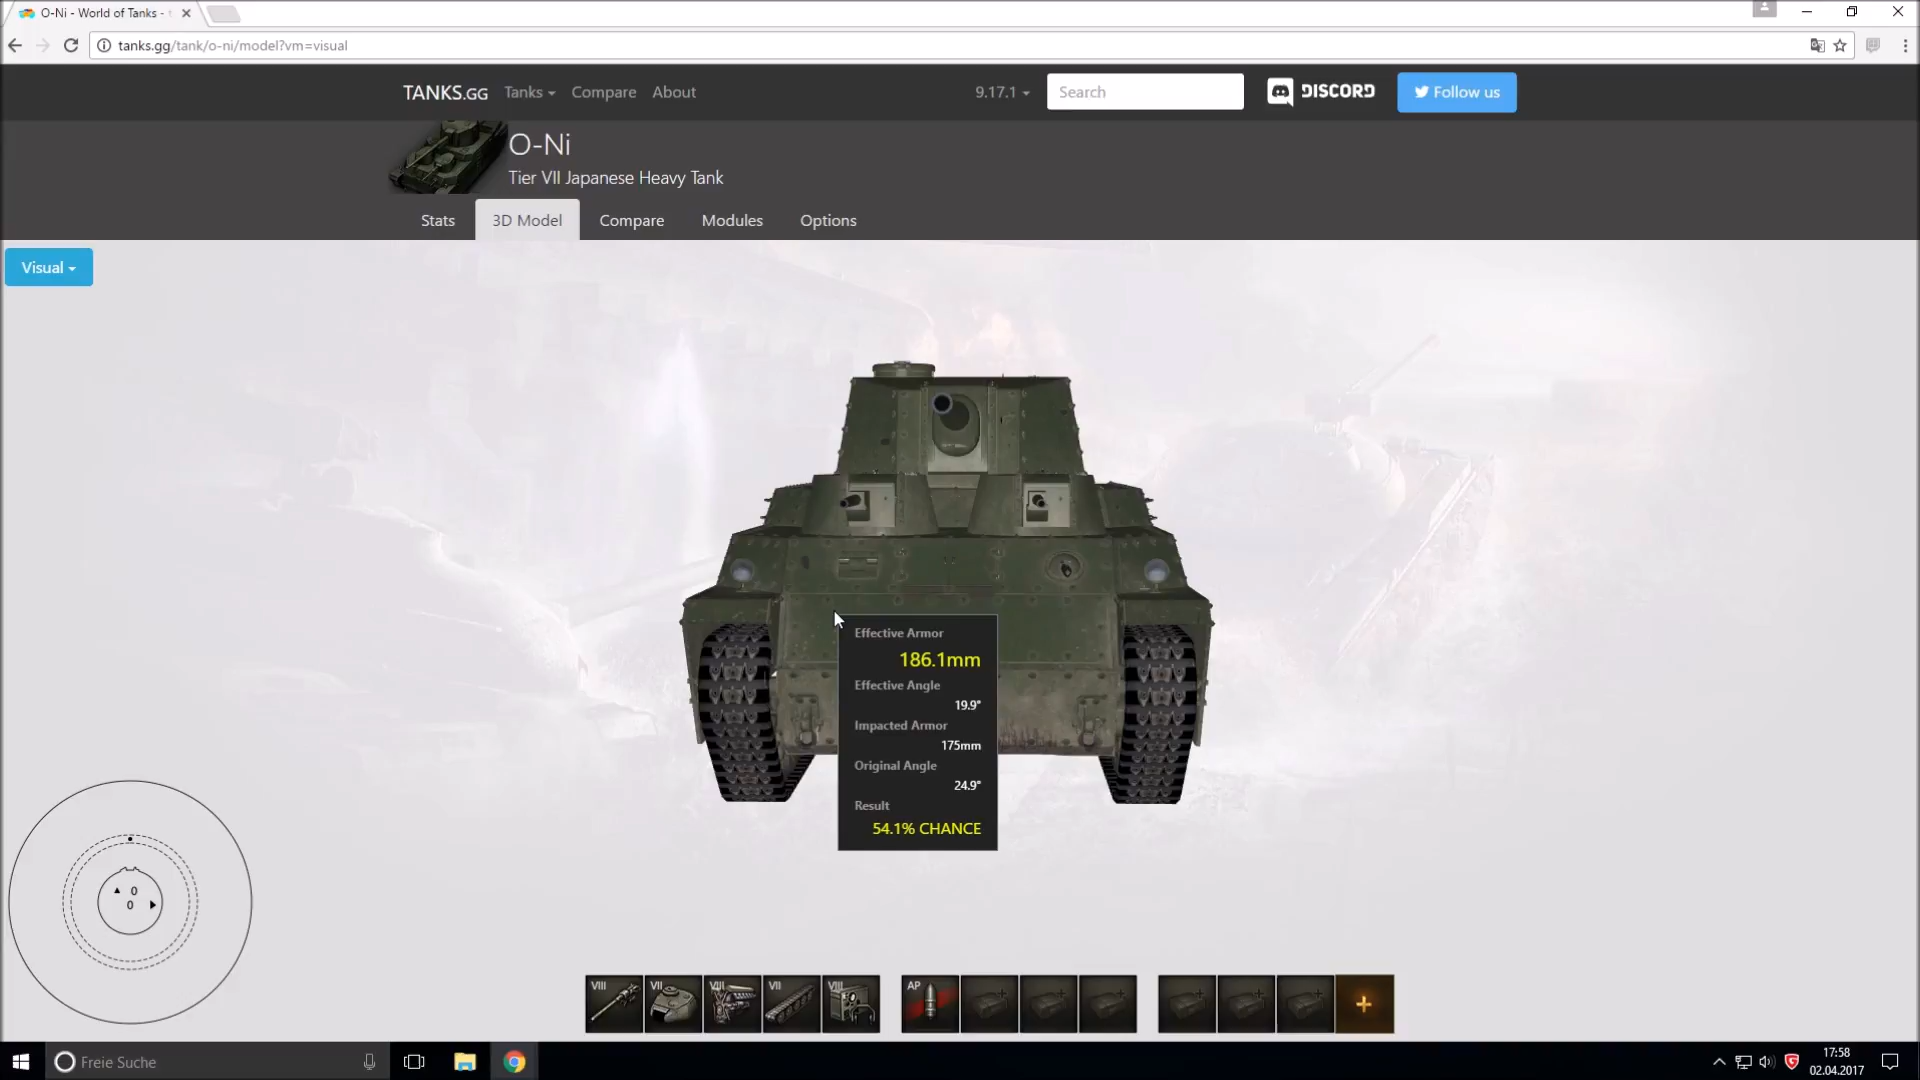 O-Ni - World of Tanks - t
tanks.gg/tank/o-ni/model?vm=visual
TANKS.GG Tanks Compare About 9.17.1 Search DISCORD Follow us
O-Ni
Tier VII Japanese Heavy Tank
Stats 3D Model Compare Modules Options
Visual
Effective Armor
186.1mm
Effective Angle
19.9°
Impacted Armor
175mm
Original Angle
24.9°
Result
54.1% CHANCE
0
0
VIII VII VIII VII VIII AP
Freie Suche
17:58
02.04.2017